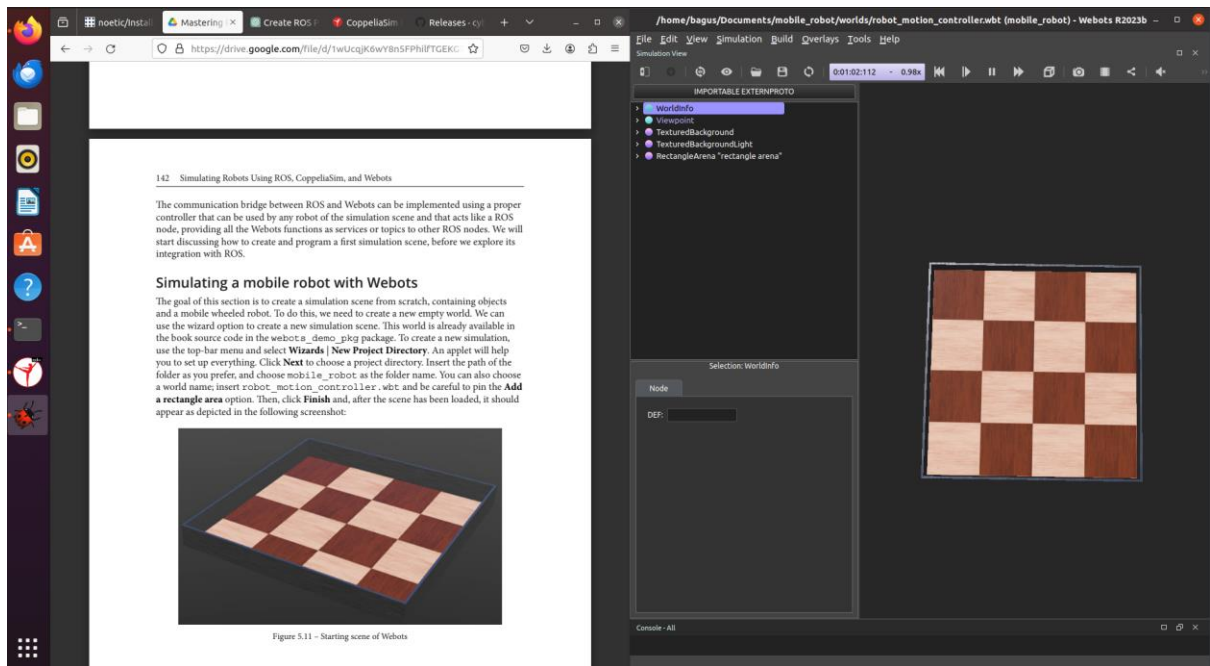 noetic/Instal
Mastering
Create ROS
CoppeliaSim
Releases - cy
https://drive.google.com/file/d/1wUcqjK6wY8n5FPhilfTGEKG
142 Simulating Robots Using ROS, CoppeliaSim, and Webots
The communication bridge between ROS and Webots can be implemented using a proper
controller that can be used by any robot of the simulation scene and that acts like a ROS
node, providing all the Webots functions as services or topics to other ROS nodes. We will
start discussing how to create and program a first simulation scene, before we explore its
integration with ROS.
Simulating a mobile robot with Webots
The goal of this section is to create a simulation scene from scratch, containing objects
and a mobile wheeled robot. To do this, we need to create a new empty world. We can
use the wizard option to create a new simulation scene. This world is already available in
the book source code in the webots_demo_pkg package. To create a new simulation,
use the top-bar menu and select Wizards | New Project Directory. An applet will help
you to set up everything. Click Next to choose a project directory. Insert the path of the
folder as you prefer, and choose mobile_robot as the folder name. You can also choose
a world name; insert robot_motion_controller.wbt and be careful to pin the Add
a rectangle area option. Then, click Finish and, after the scene has been loaded, it should
appear as depicted in the following screenshot:
Figure 5.11 – Starting scene of Webots
/home/bagus/Documents/mobile_robot/worlds/robot_motion_controller.wbt (mobile_robot) - Webots R2023b
File Edit View Simulation Build Overlays Tools Help
Simulation View
0:01:02:112 - 0.98x
IMPORTABLE EXTERNPROTO
WorldInfo
Viewpoint
TexturedBackground
TexturedBackgroundLight
RectangleArena "rectangle arena"
Selection: WorldInfo
Node
DEF:
Console - All